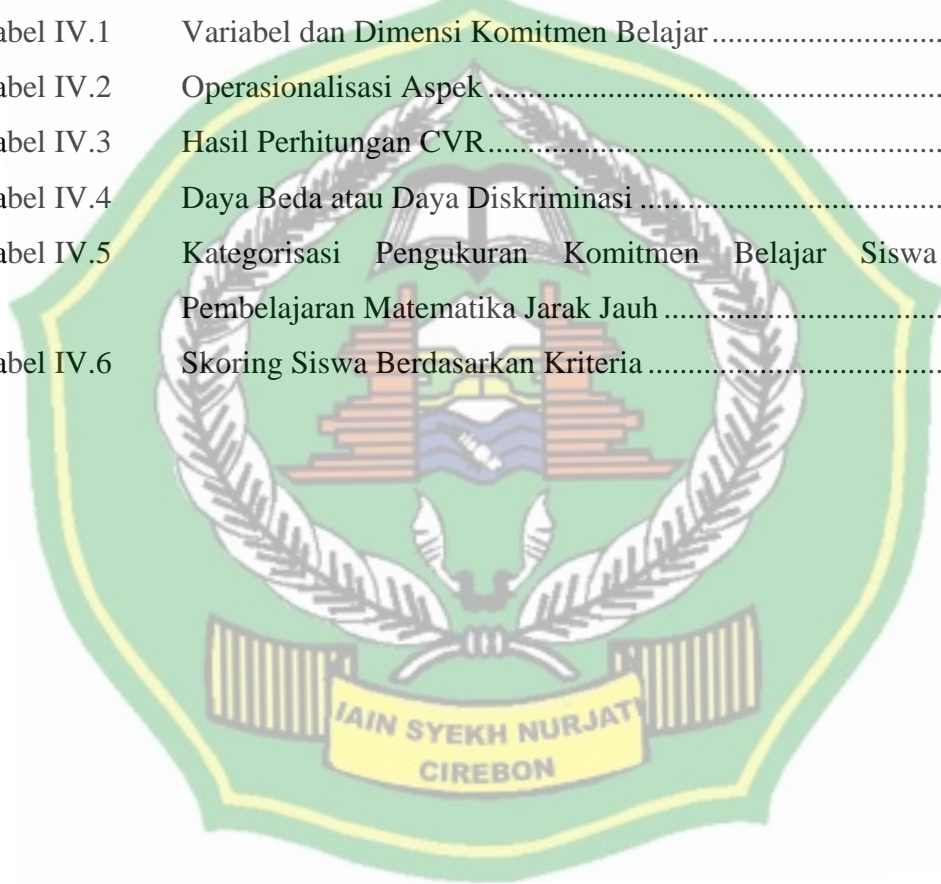 abel IV.1 Variabel dan Dimensi Komitmen Belajar ............................
abel IV.2 Operasionalisasi Aspek .......................................................
abel IV.3 Hasil Perhitungan CVR.......................................................
abel IV.4 Daya Beda atau Daya Diskriminasi .....................................
abel IV.5 Kategorisasi Pengukuran Komitmen Belajar Siswa
Pembelajaran Matematika Jarak Jauh ..................................
abel IV.6 Skoring Siswa Berdasarkan Kriteria ....................................
IAIN SYEKH NURJATI
CIREBON